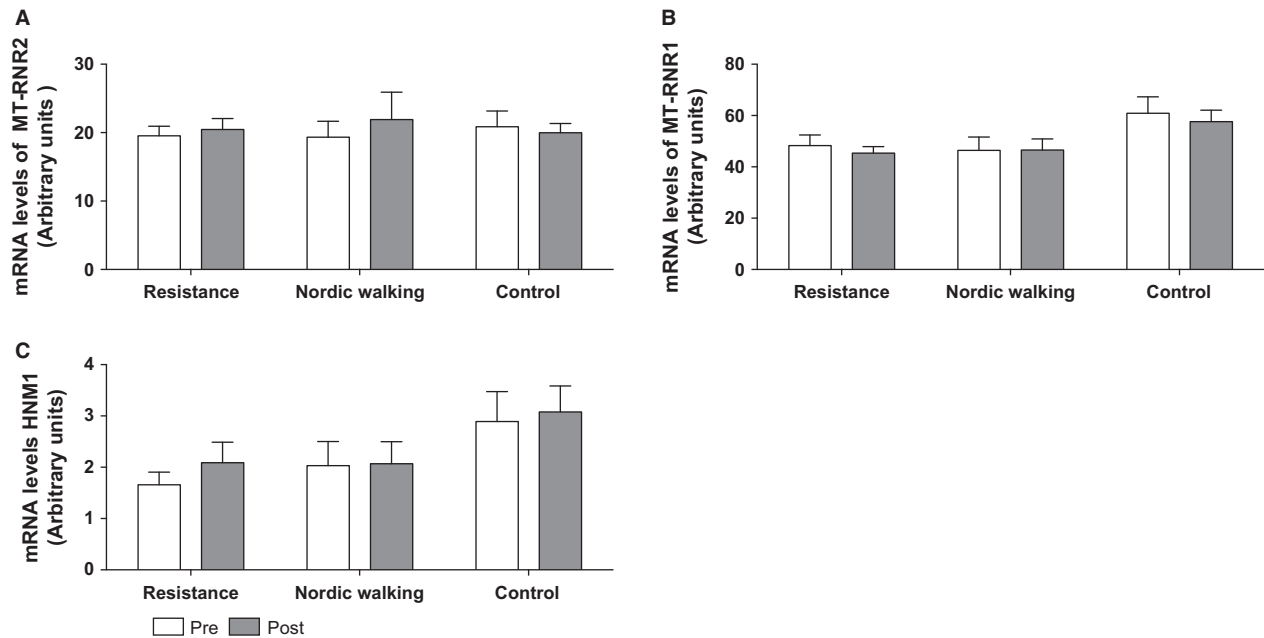 A
mRNA levels of MT-RNR2
(Arbitrary units )
30
20
10
0
Resistance Nordic walking Control
B
mRNA levels of MT-RNR1
(Arbitrary units)
80
60
40
20
0
Resistance Nordic walking Control
C
mRNA levels HNM1
(Arbitrary units)
4
3
2
1
0
Resistance Nordic walking Control
Pre Post